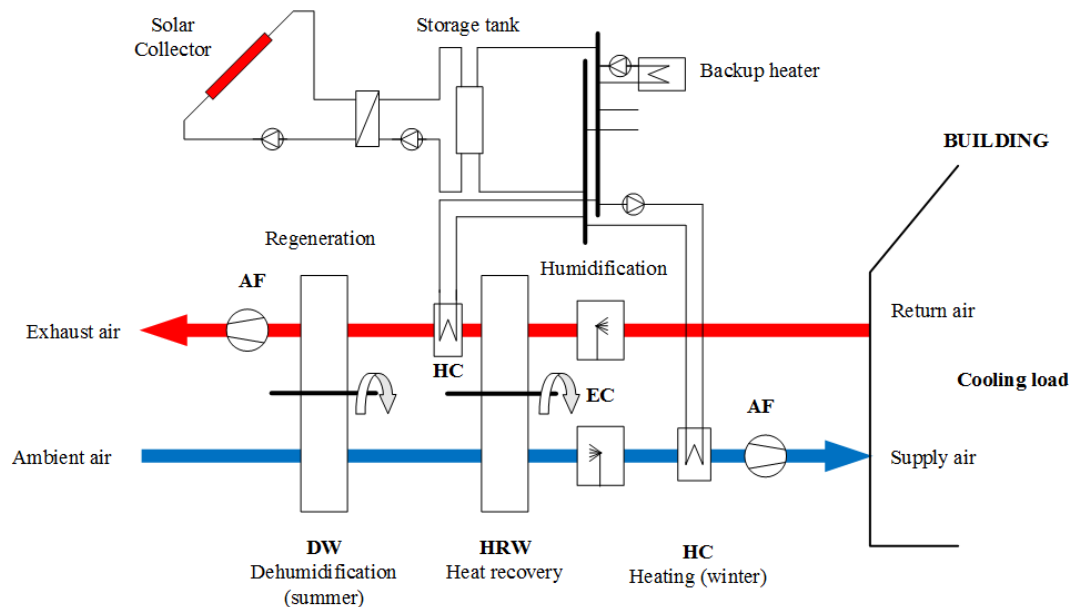 Solar
Collector
Storage tank
Backup heater
BUILDING
Regeneration
Humidification
AF
Exhaust air
Return air
HC
EC
Cooling load
AF
Ambient air
Supply air
DW
Dehumidification
(summer)
HRW
Heat recovery
HC
Heating (winter)